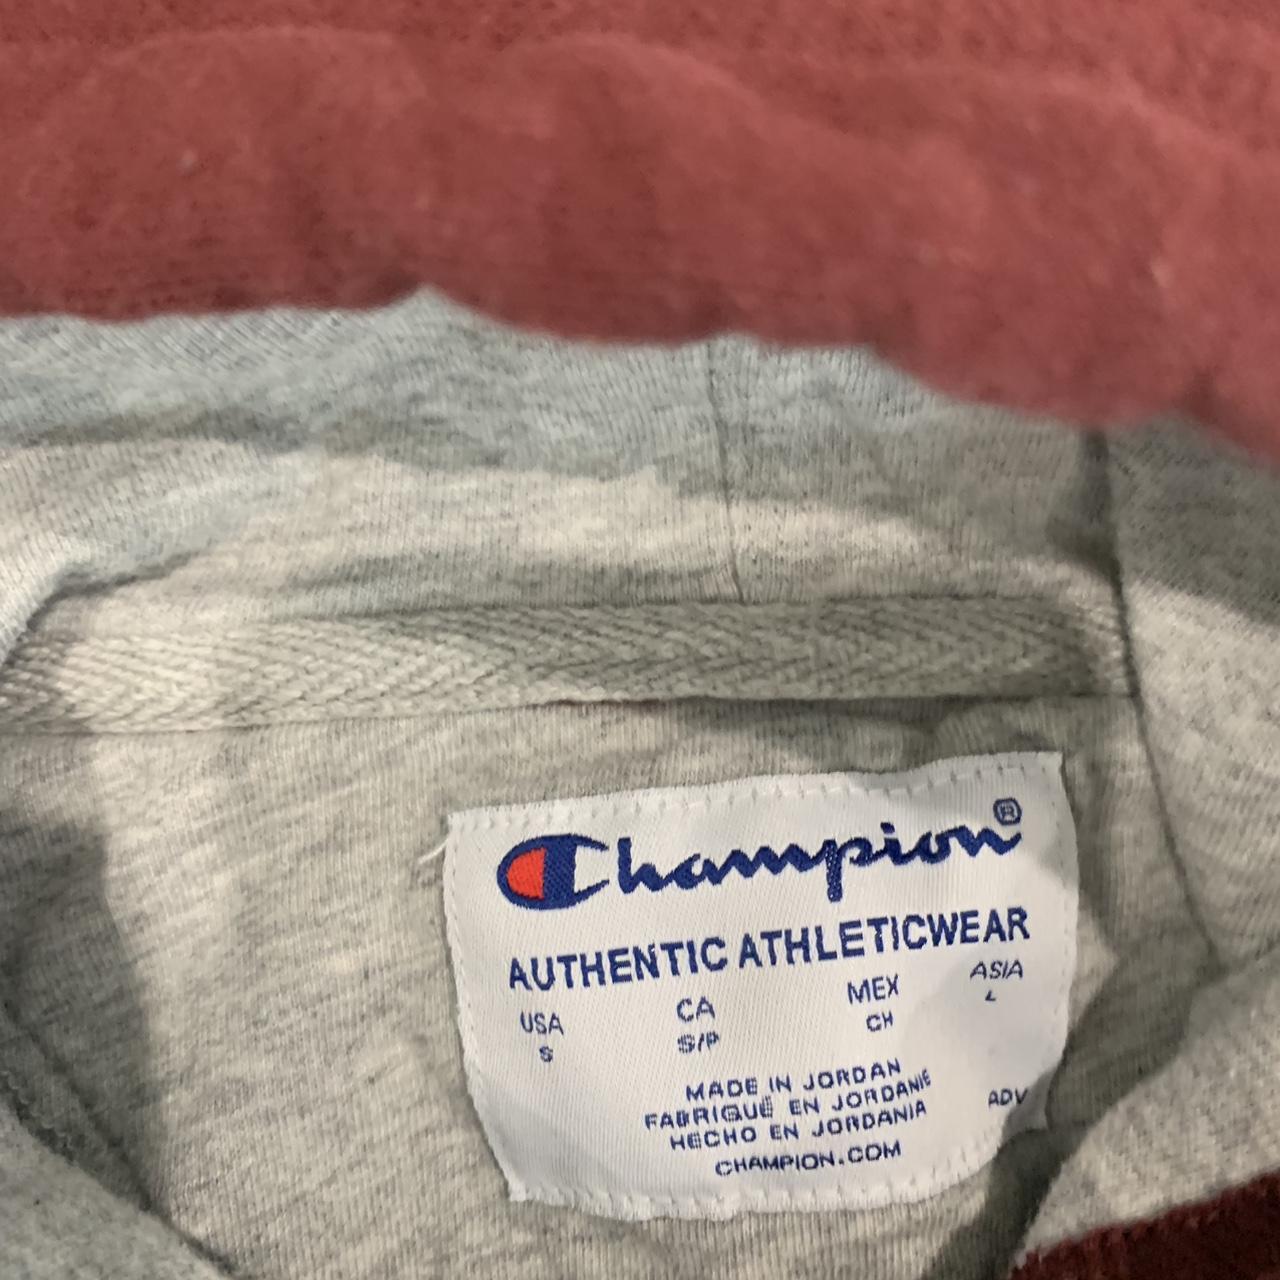 Champion®
AUTHENTIC ATHLETICWEAR
USA CA MEX ASIA
S S/P CH L
MADE IN JORDAN
FABRIQUÉ EN JORDANIE
HECHO EN JORDANIA ADV
CHAMPION.COM